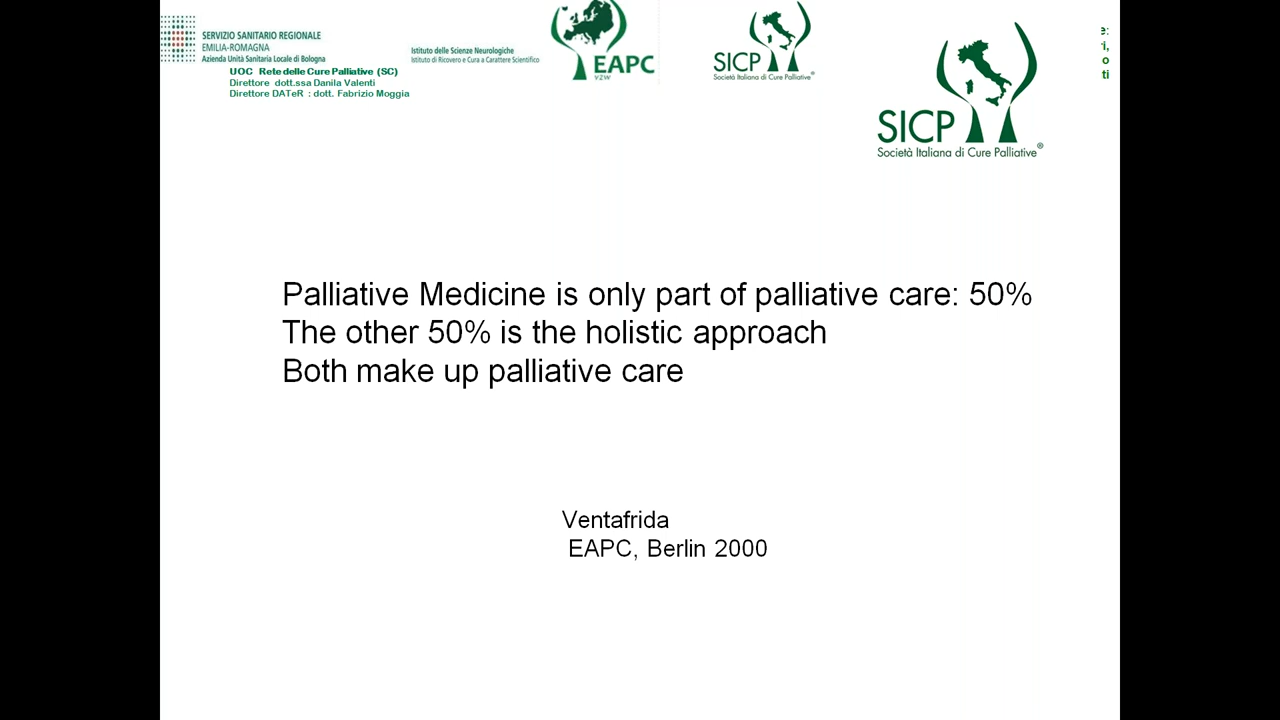 SERVIZIO SANITARIO REGIONALE
EMILIA-ROMAGNA
Azienda Unità Sanitaria Locale di Bologna
Istituto delle Scienze Neurologiche
Istituto di Ricovero e Cura a Carattere Scientifico
UOC Rete delle Cure Palliative (SC)
Direttore dott.ssa Danila Valenti
Direttore DATeR : dott. Fabrizio Moggia
EAPC
vzw
SICP
Società Italiana di Cure Palliative®
SICP
Società Italiana di Cure Palliative®
e:
ri,
o
ti
Palliative Medicine is only part of palliative care: 50%
The other 50% is the holistic approach
Both make up palliative care
Ventafrida
EAPC, Berlin 2000